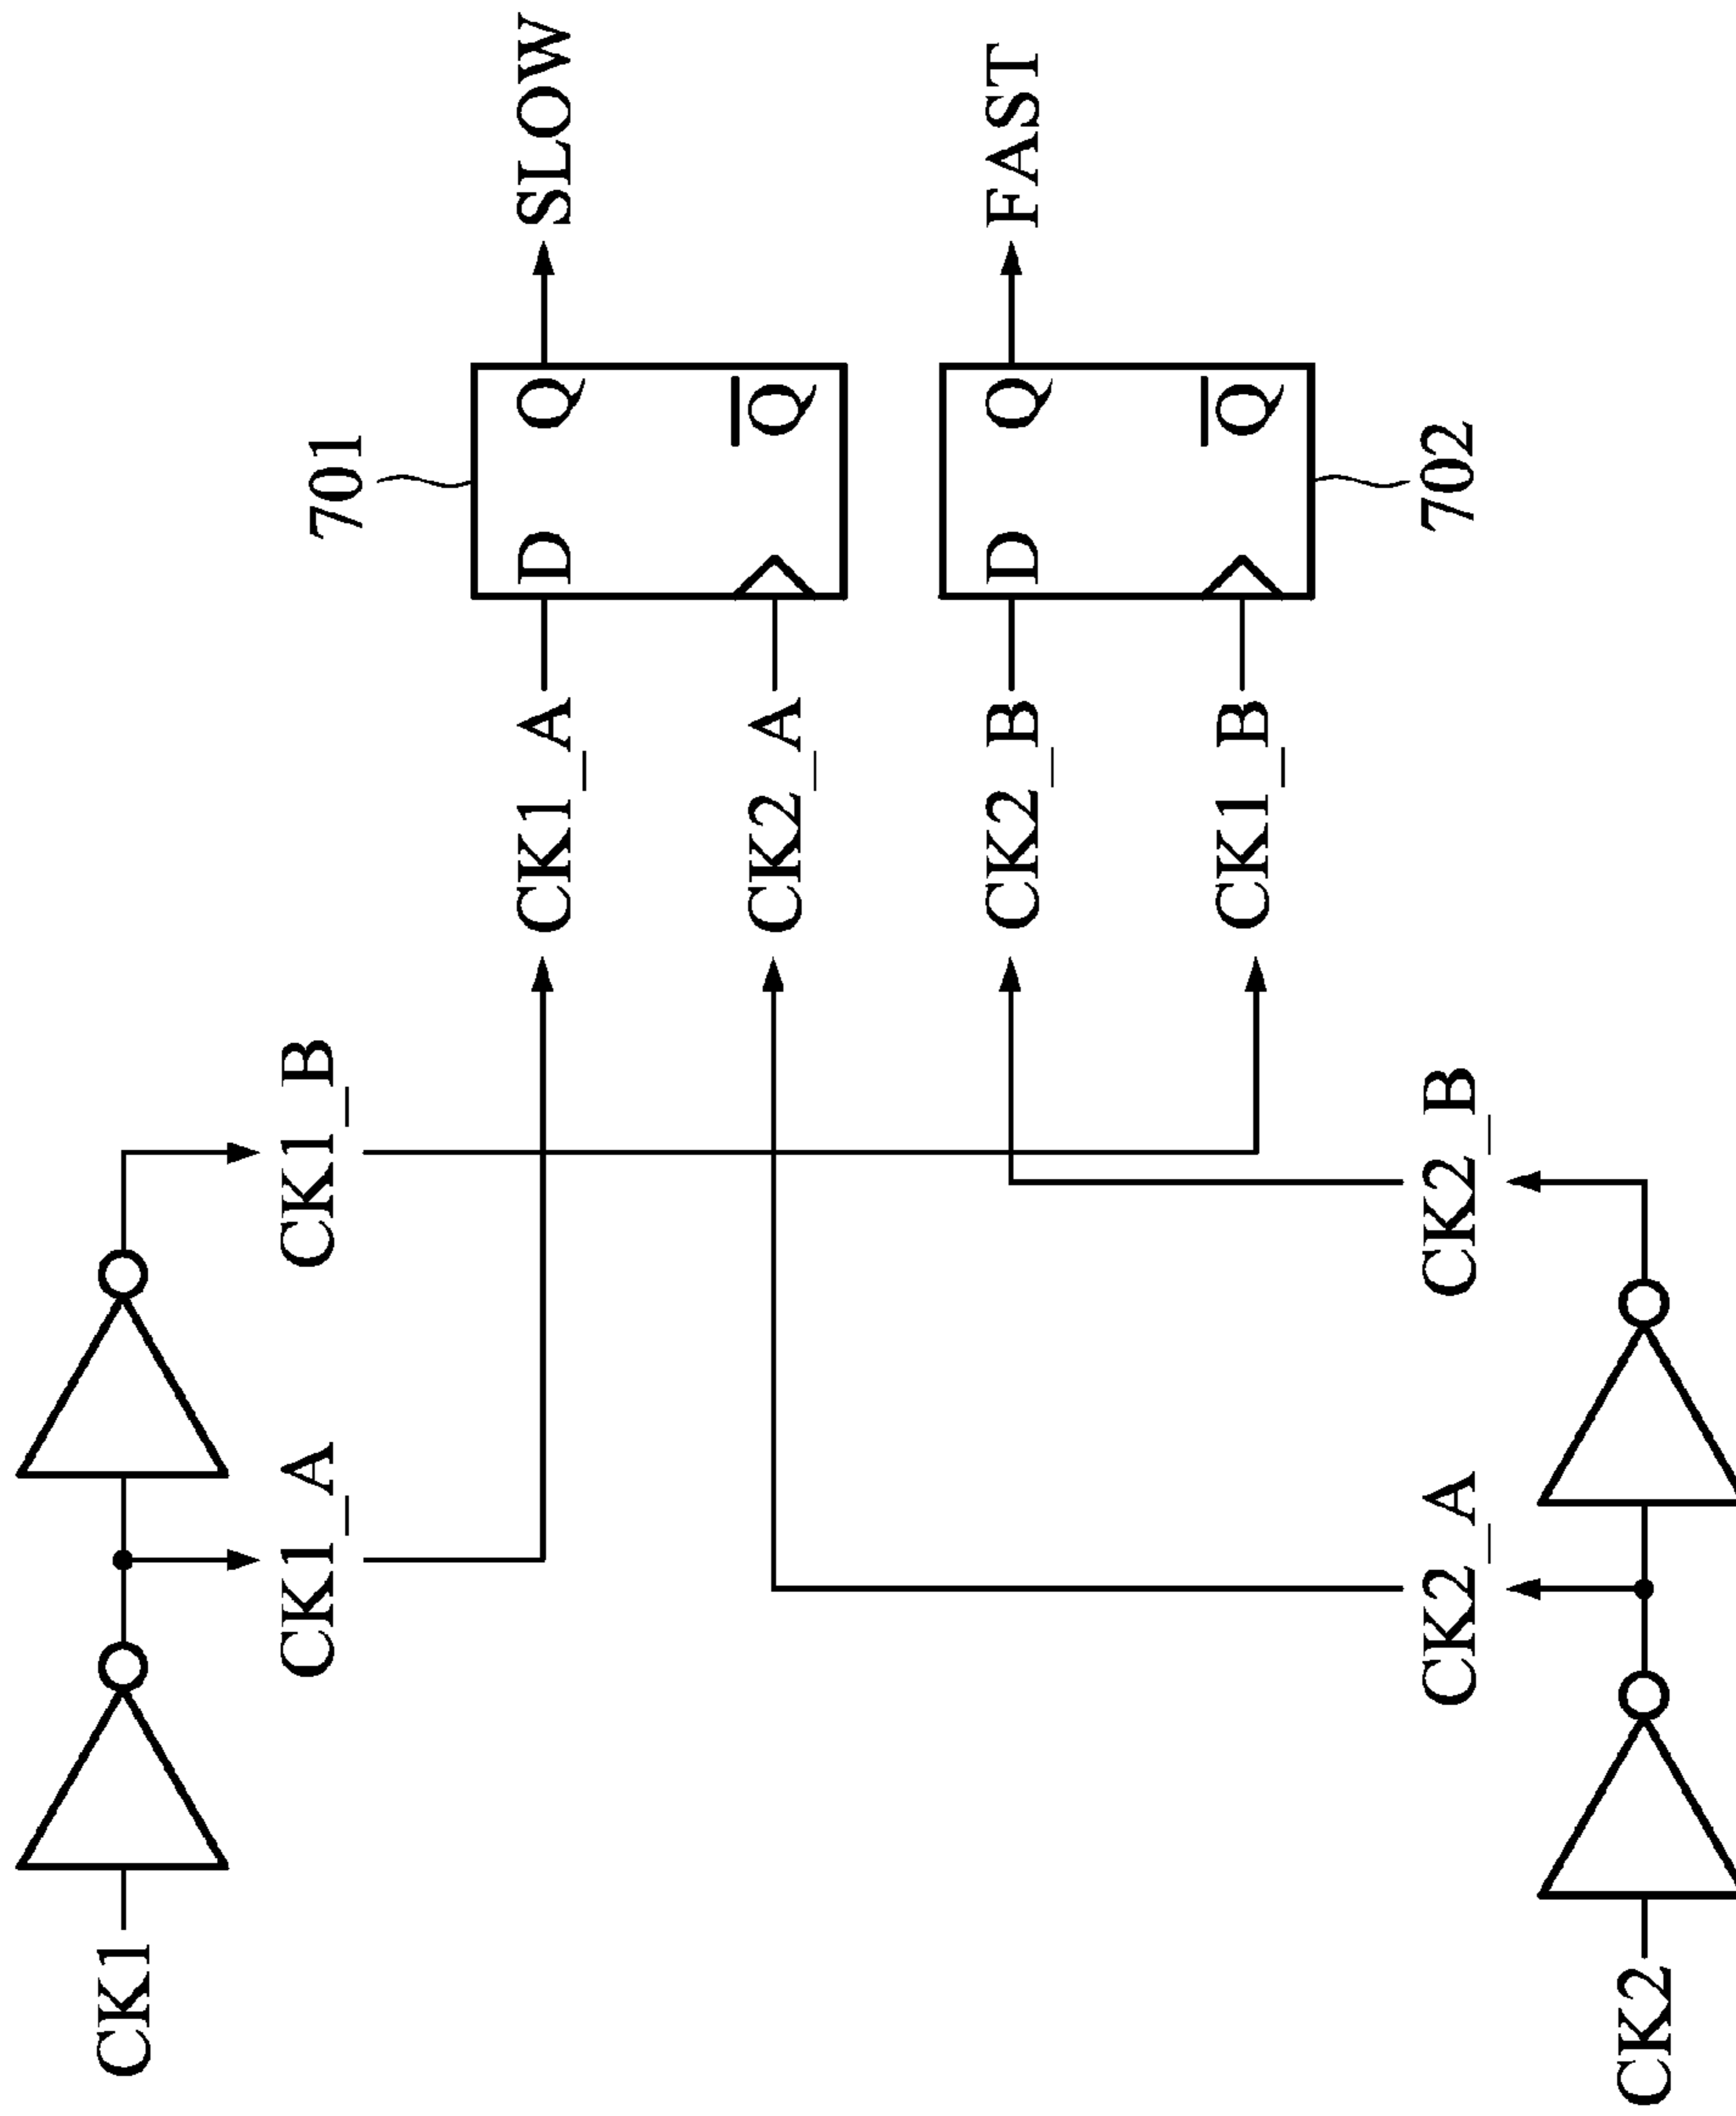 CK1
CK1_A
CK1_B
CK2
CK2_A
CK2_B
CK1_A
CK2_A
CK2_B
CK1_B
701
D
Q
Q
SLOW
D
Q
Q
702
FAST